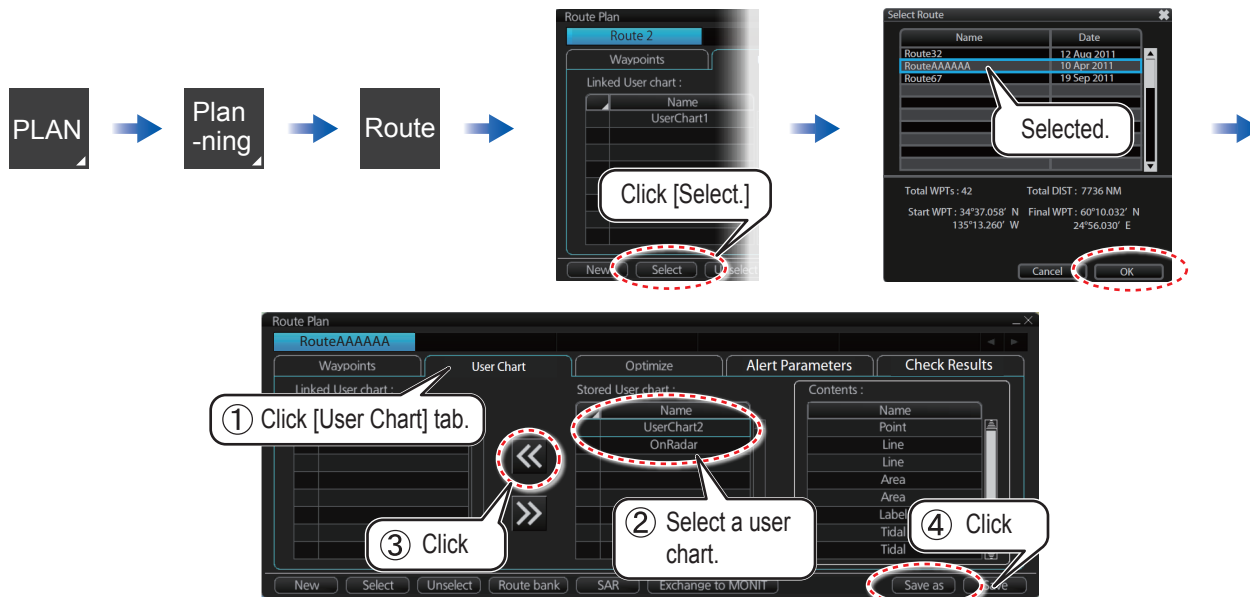 PLAN
Plan
-ning
Route
Route Plan
Route 2
Waypoints
Linked User chart :
Name
UserChart1
Click [Select.]
New
Select
Unselect
Select Route
Name
Date
Route32
12 Aug 2011
RouteAAAAAA
10 Apr 2011
Route67
19 Sep 2011
Selected.
Total WPTs : 42
Total DIST : 7736 NM
Start WPT : 34°37.058′ N
Final WPT : 60°10.032′ N
135°13.260′ W
24°56.030′ E
Cancel
OK
Route Plan
RouteAAAAAA
Waypoints
User Chart
Optimize
Alert Parameters
Check Results
Linked User chart :
Stored User chart :
Contents :
① Click [User Chart] tab.
Name
UserChart2
OnRadar
Name
Point
Line
Line
Area
Area
Label
Tidal
Tidal
② Select a user
chart.
③ Click
④ Click
New
Select
Unselect
Route bank
SAR
Exchange to MONIT
Save as